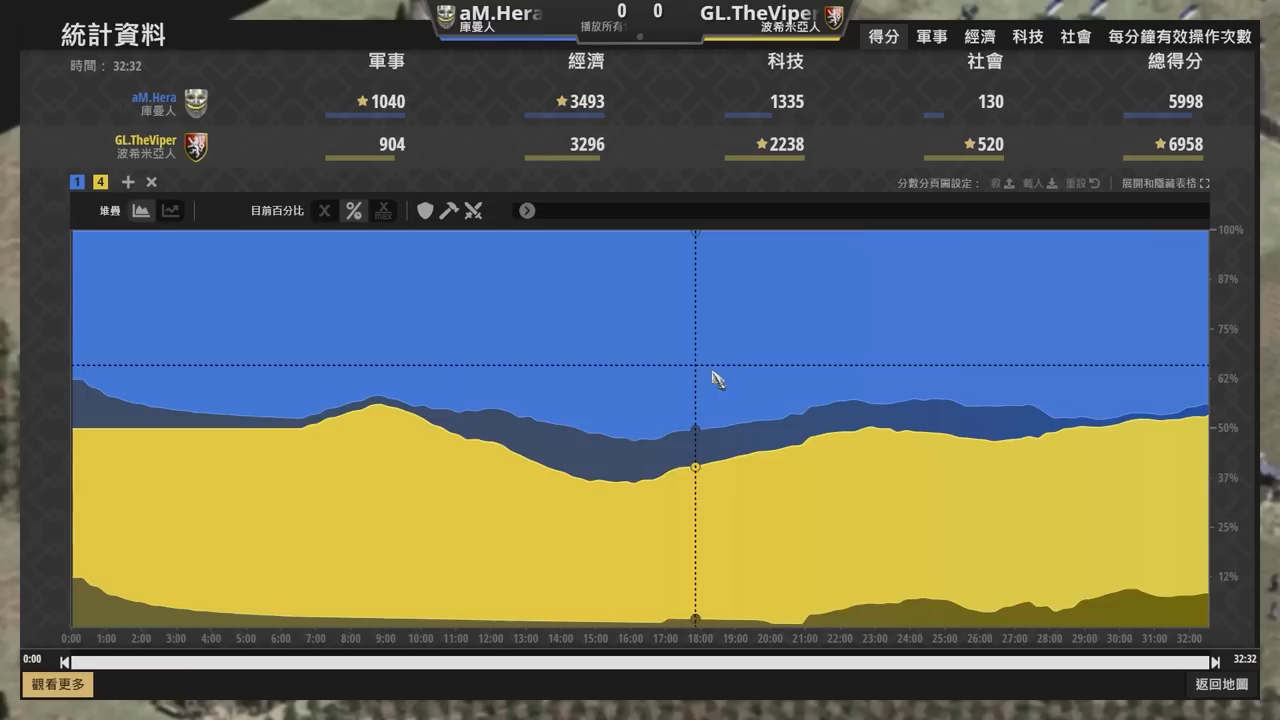 aM.Hera 0 0 GL.TheViper
庫曼人 播放所有 波希米亞人
統計資料 得分 軍事 經濟 科技 社會 每分鐘有效操作次數
時間： 32:32 軍事 經濟 科技 社會 總得分
aM.Hera 1040 3493 1335 130 5998
庫曼人
GL.TheViper 904 3296 2238 520 6958
波希米亞人
1 4 分數分頁圖設定： 載入 重設 展開和隱藏表格
堆疊 目前百分比 X % X max
100%
87%
75%
62%
50%
37%
25%
12%
0:00 1:00 2:00 3:00 4:00 5:00 6:00 7:00 8:00 9:00 10:00 11:00 12:00 13:00 14:00 15:00 16:00 17:00 18:00 19:00 20:00 21:00 22:00 23:00 24:00 25:00 26:00 27:00 28:00 29:00 30:00 31:00 32:00
0:00 32:32
觀看更多 返回地圖